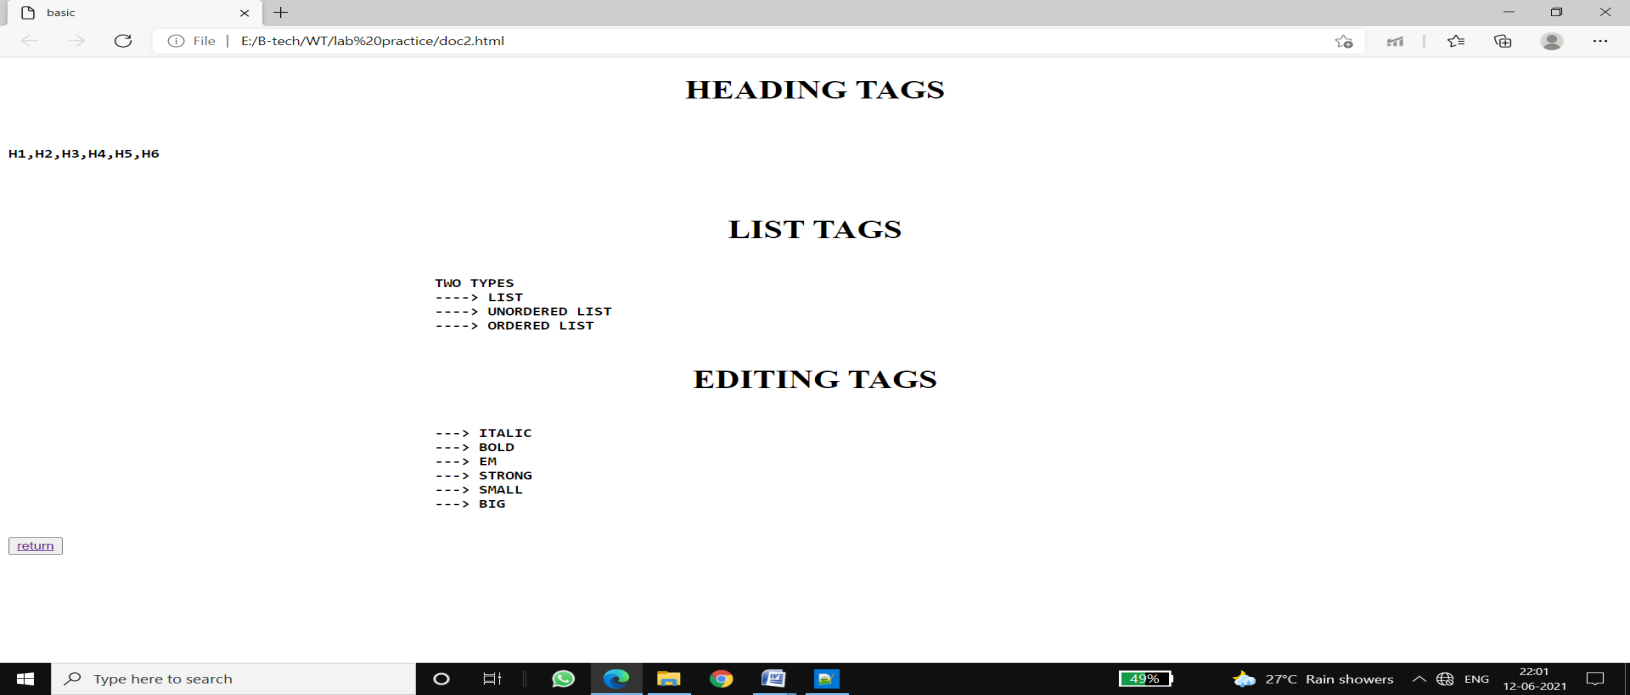 basic
File | E:/B-tech/WT/lab%20practice/doc2.html
HEADING TAGS
H1,H2,H3,H4,H5,H6
LIST TAGS
TWO TYPES
----> LIST
----> UNORDERED LIST
----> ORDERED LIST
EDITING TAGS
---> ITALIC
---> BOLD
---> EM
---> STRONG
---> SMALL
---> BIG
return
Type here to search
49%
27°C Rain showers
ENG
22:01
12-06-2021